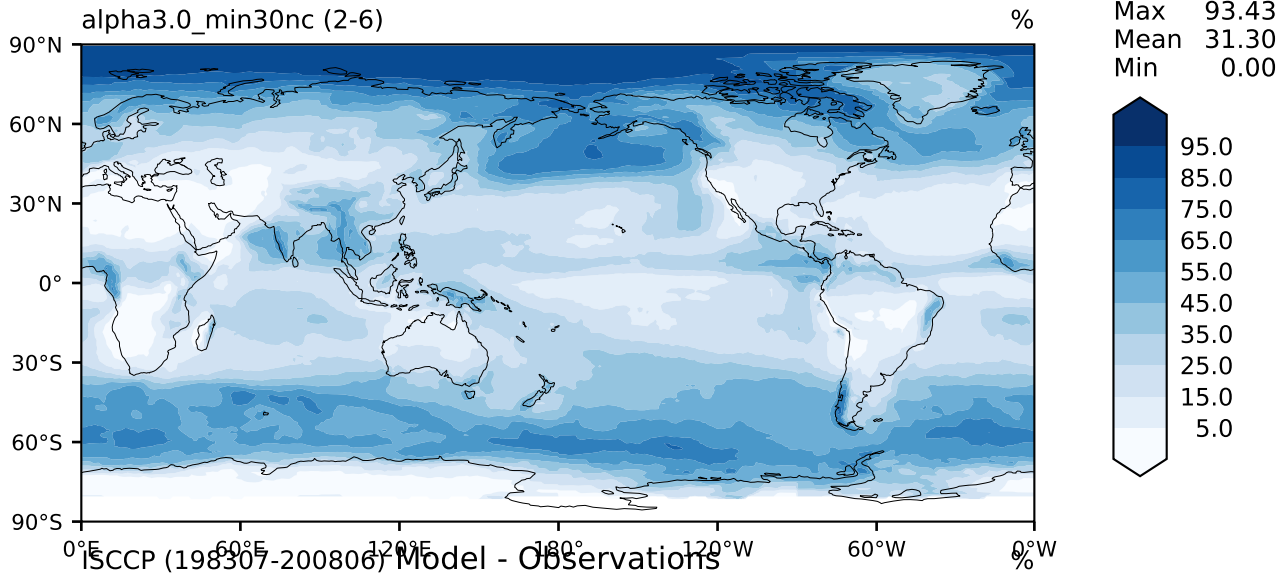 alpha3.0_min30nc (2-6) %
Max 93.43
Mean 31.30
Min 0.00
90°N
60°N
30°N
0°
30°S
60°S
90°S
0°E 60°E 120°E 180° 120°W 60°W 0°W
ISCCP (198307-200806) Model - Observations %
95.0
85.0
75.0
65.0
55.0
45.0
35.0
25.0
15.0
5.0